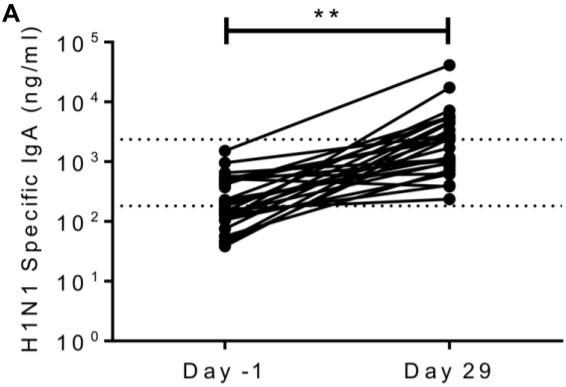 A
**
H1N1 Specific IgA (ng/ml)
10⁵
10⁴
10³
10²
10¹
10⁰
Day -1
Day 29